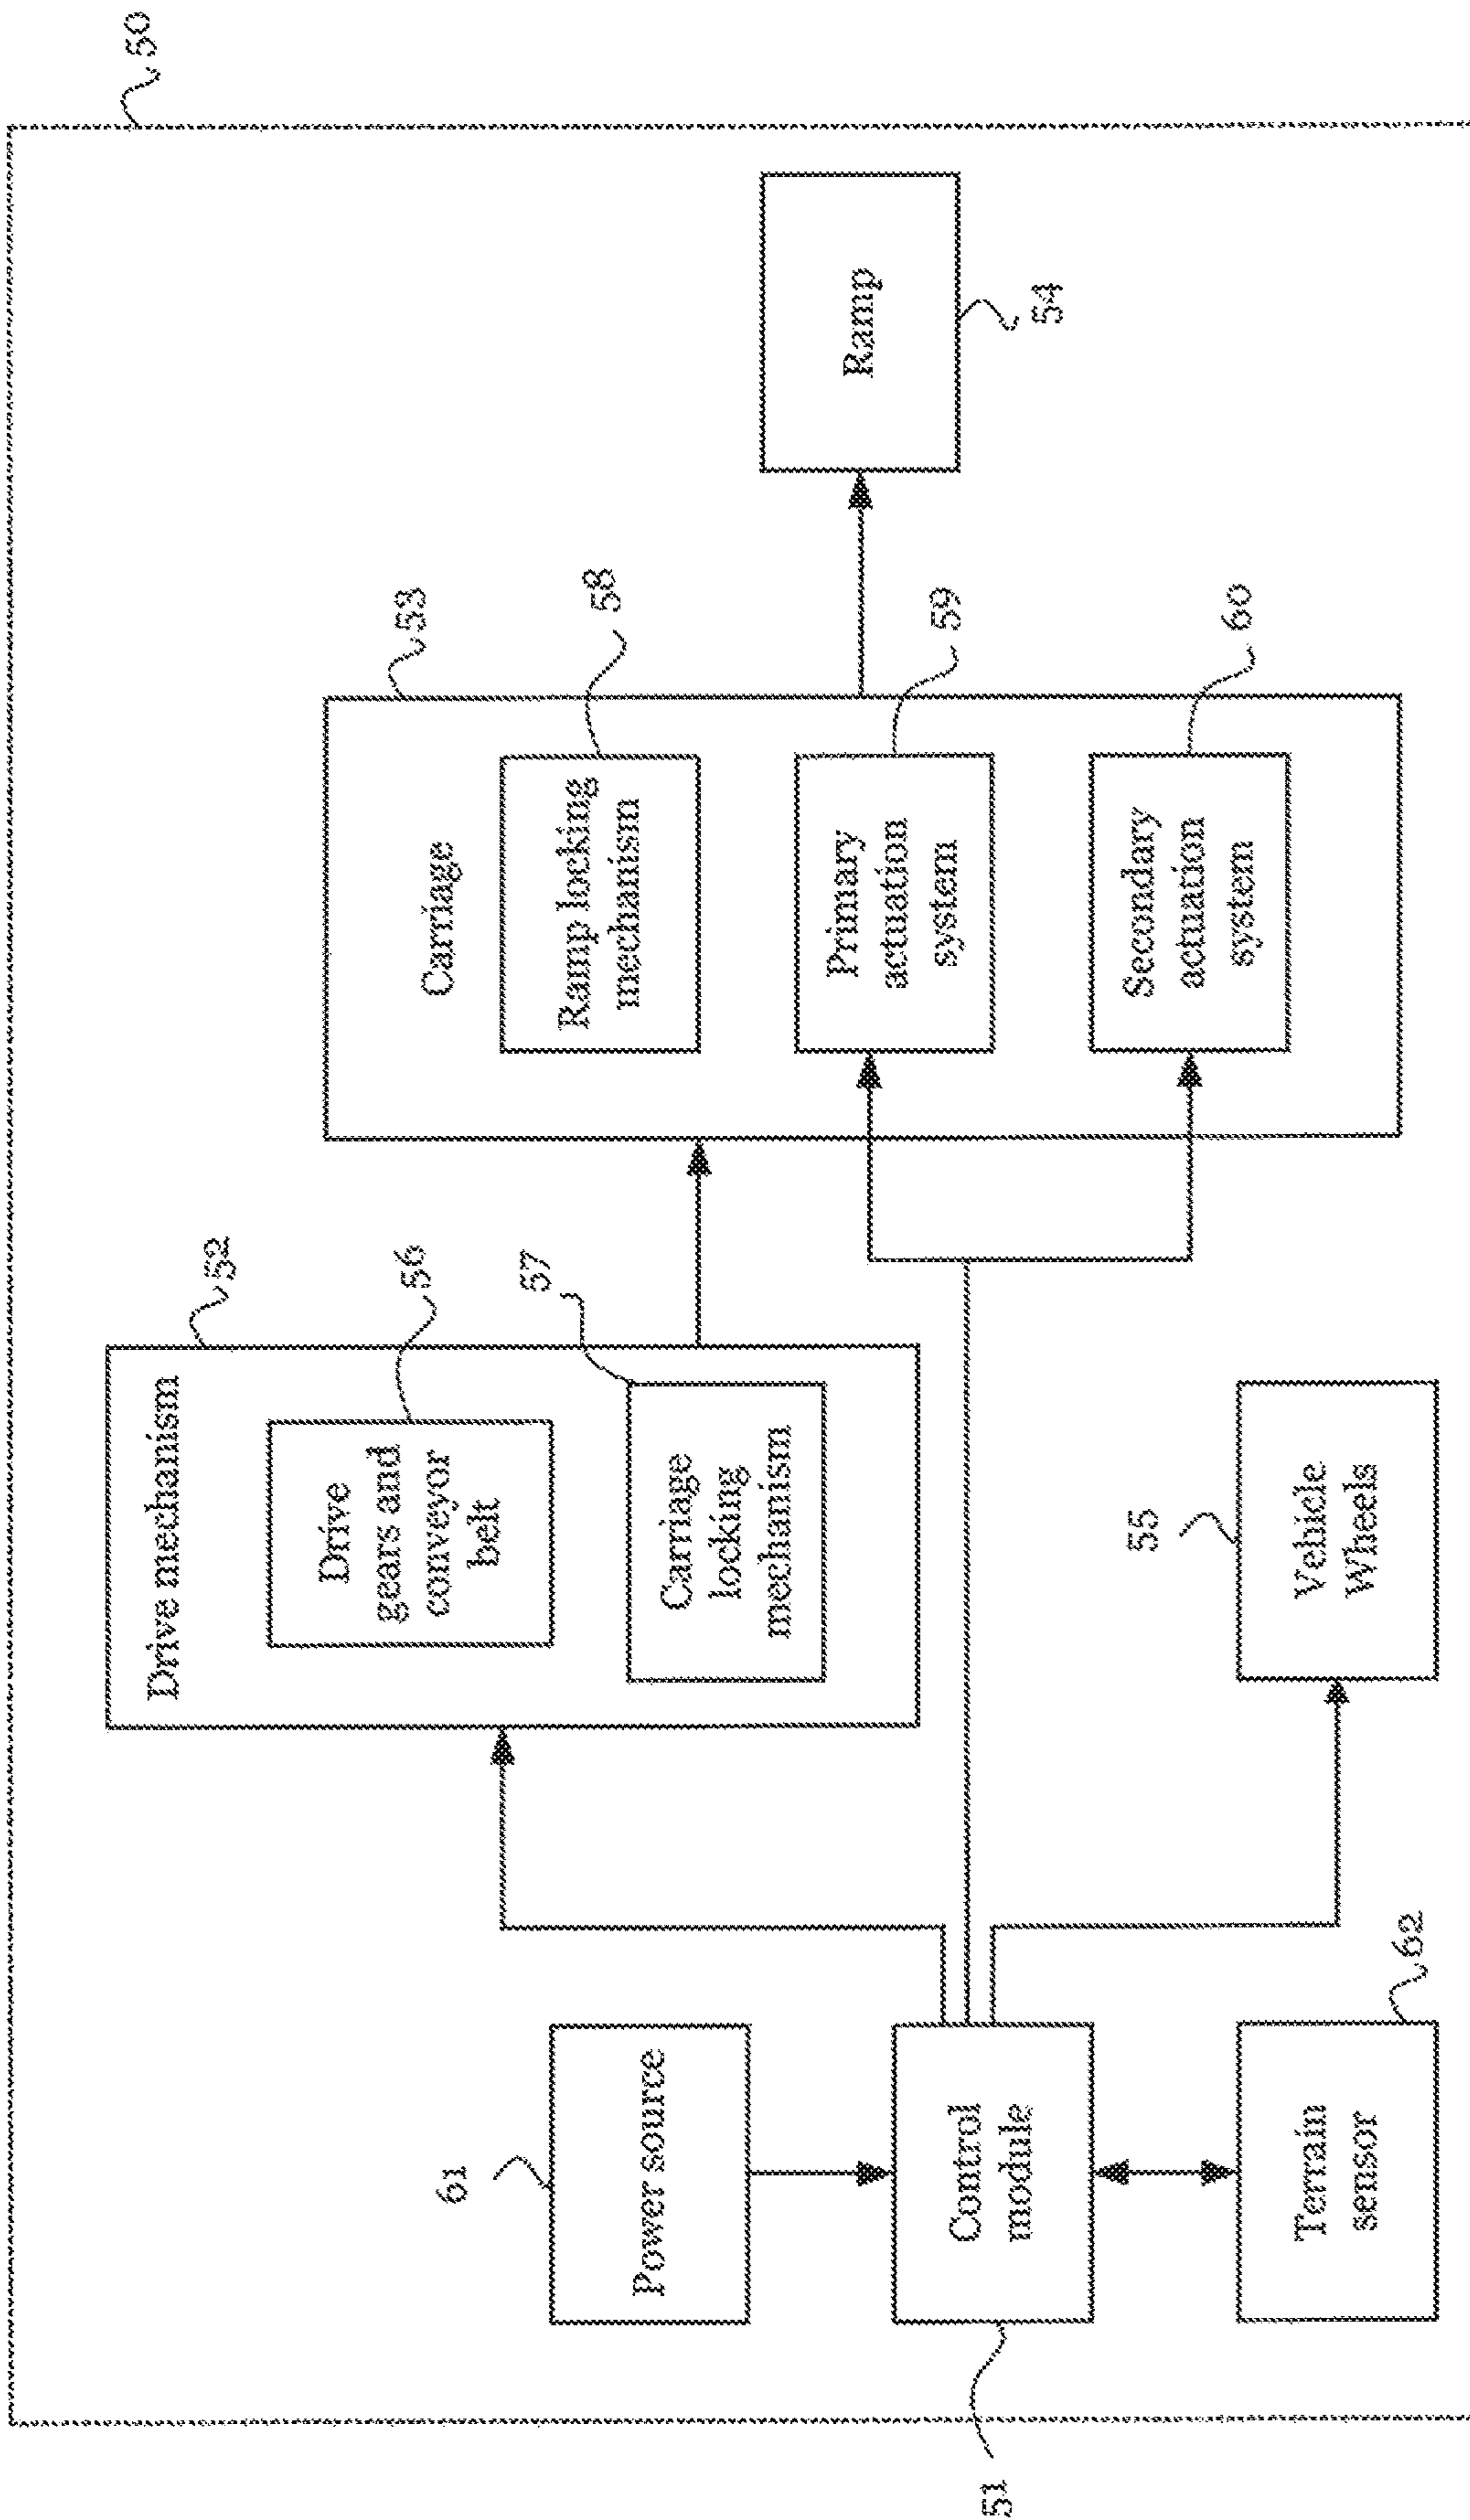 50
52
Drive mechanism
56
Drive
gears and
conveyor
belt
57
Carriage
locking
mechanism
53
Carriage
58
Ramp locking
mechanism
59
Primary
actuation
system
60
Secondary
actuation
system
Ramp
54
61
Power source
Control
module
51
Terrain
sensor
62
55
Vehicle
Wheels